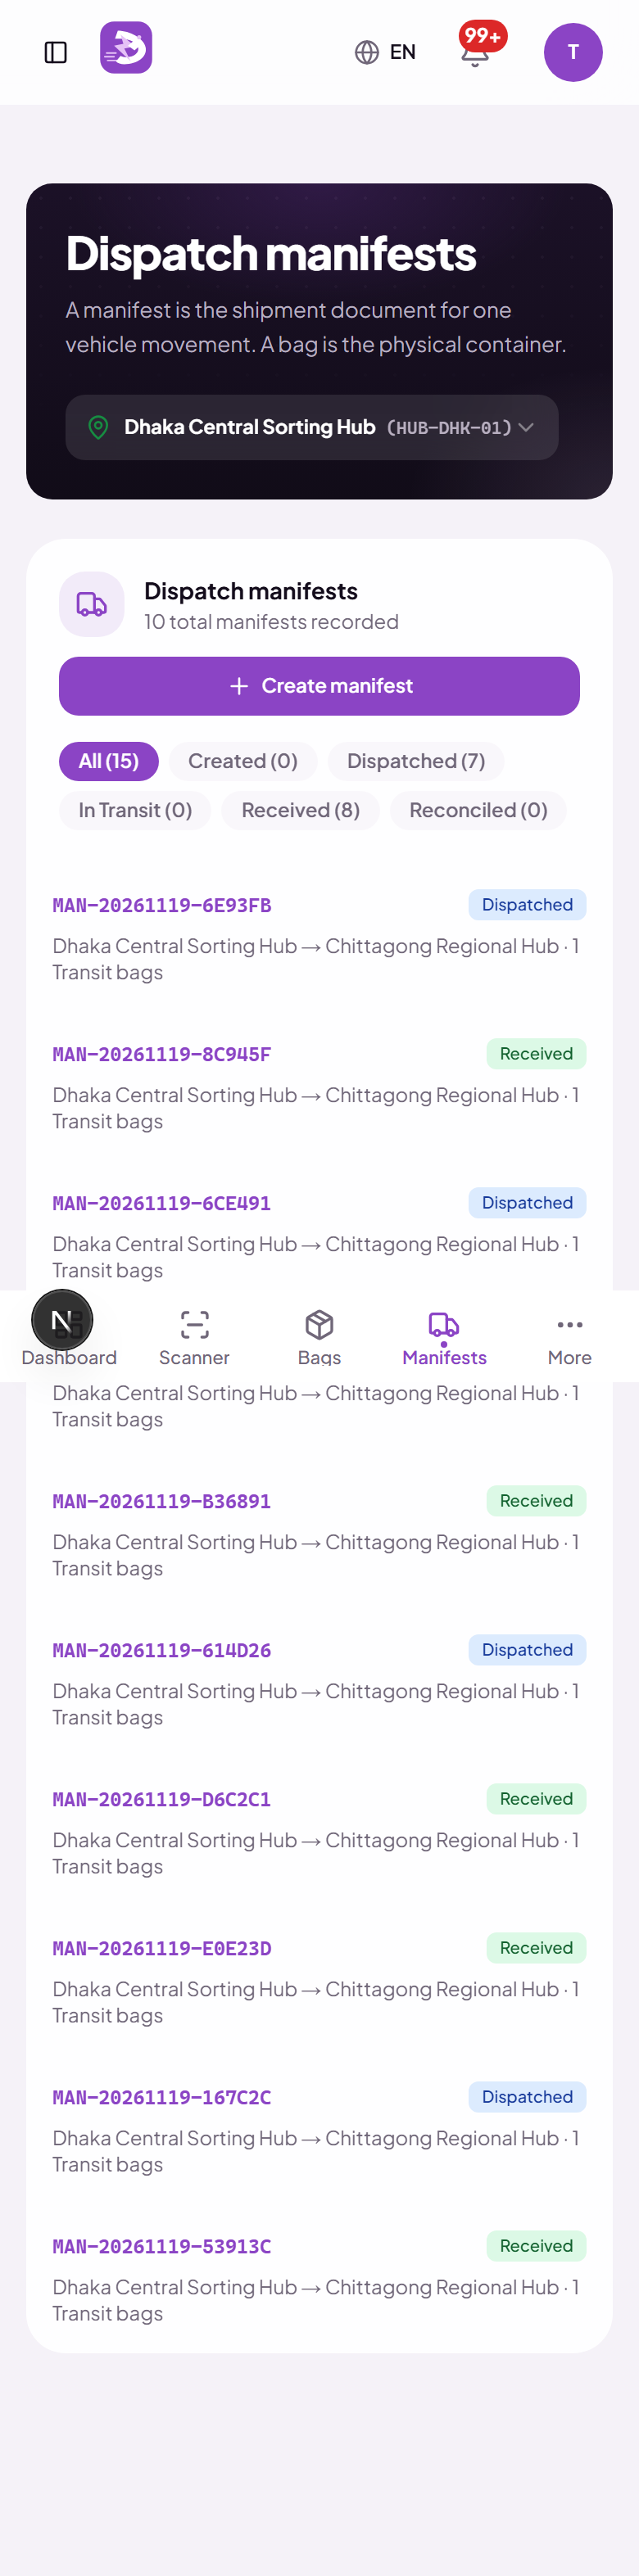 EN
99+
T
Dispatch manifests
A manifest is the shipment document for one
vehicle movement. A bag is the physical container.
Dhaka Central Sorting Hub (HUB-DHK-01)
Dispatch manifests
10 total manifests recorded
Create manifest
All (15) Created (0) Dispatched (7)
In Transit (0) Received (8) Reconciled (0)
MAN-20261119-6E93FB Dispatched
Dhaka Central Sorting Hub → Chittagong Regional Hub · 1
Transit bags
MAN-20261119-8C945F Received
Dhaka Central Sorting Hub → Chittagong Regional Hub · 1
Transit bags
MAN-20261119-6CE491 Dispatched
Dhaka Central Sorting Hub → Chittagong Regional Hub · 1
Transit bags
N
Dashboard Scanner Bags Manifests More
Dhaka Central Sorting Hub → Chittagong Regional Hub · 1
Transit bags
MAN-20261119-B36891 Received
Dhaka Central Sorting Hub → Chittagong Regional Hub · 1
Transit bags
MAN-20261119-614D26 Dispatched
Dhaka Central Sorting Hub → Chittagong Regional Hub · 1
Transit bags
MAN-20261119-D6C2C1 Received
Dhaka Central Sorting Hub → Chittagong Regional Hub · 1
Transit bags
MAN-20261119-E0E23D Received
Dhaka Central Sorting Hub → Chittagong Regional Hub · 1
Transit bags
MAN-20261119-167C2C Dispatched
Dhaka Central Sorting Hub → Chittagong Regional Hub · 1
Transit bags
MAN-20261119-53913C Received
Dhaka Central Sorting Hub → Chittagong Regional Hub · 1
Transit bags